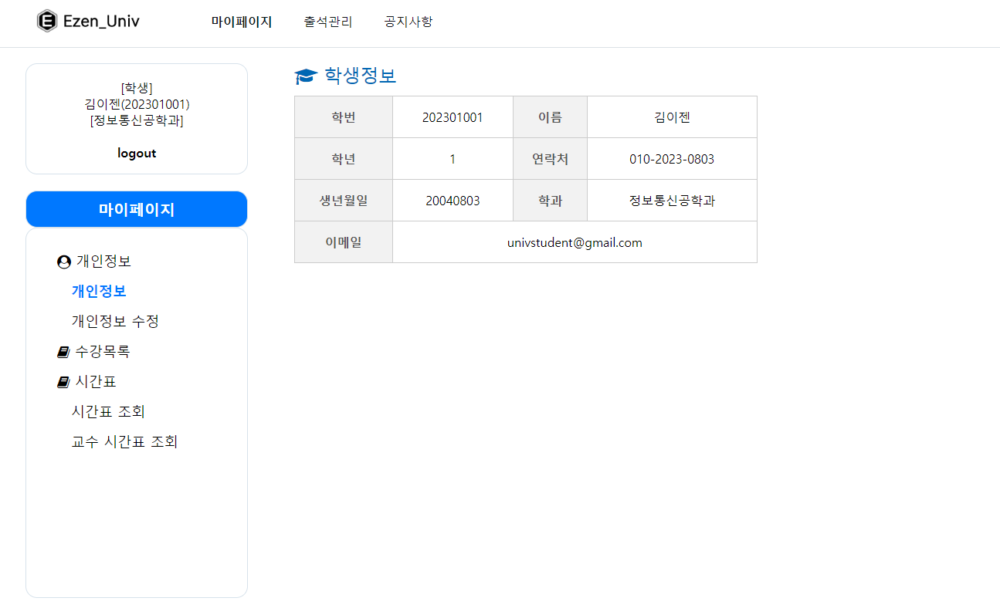 Ezen_Univ 마이페이지 출석관리 공지사항
[학생]
김이젠(202301001)
[정보통신공학과]
logout
마이페이지
개인정보
개인정보
개인정보 수정
수강목록
시간표
시간표 조회
교수 시간표 조회
학생정보
학번 202301001 이름 김이젠
학년 1 연락처 010-2023-0803
생년월일 20040803 학과 정보통신공학과
이메일 univstudent@gmail.com